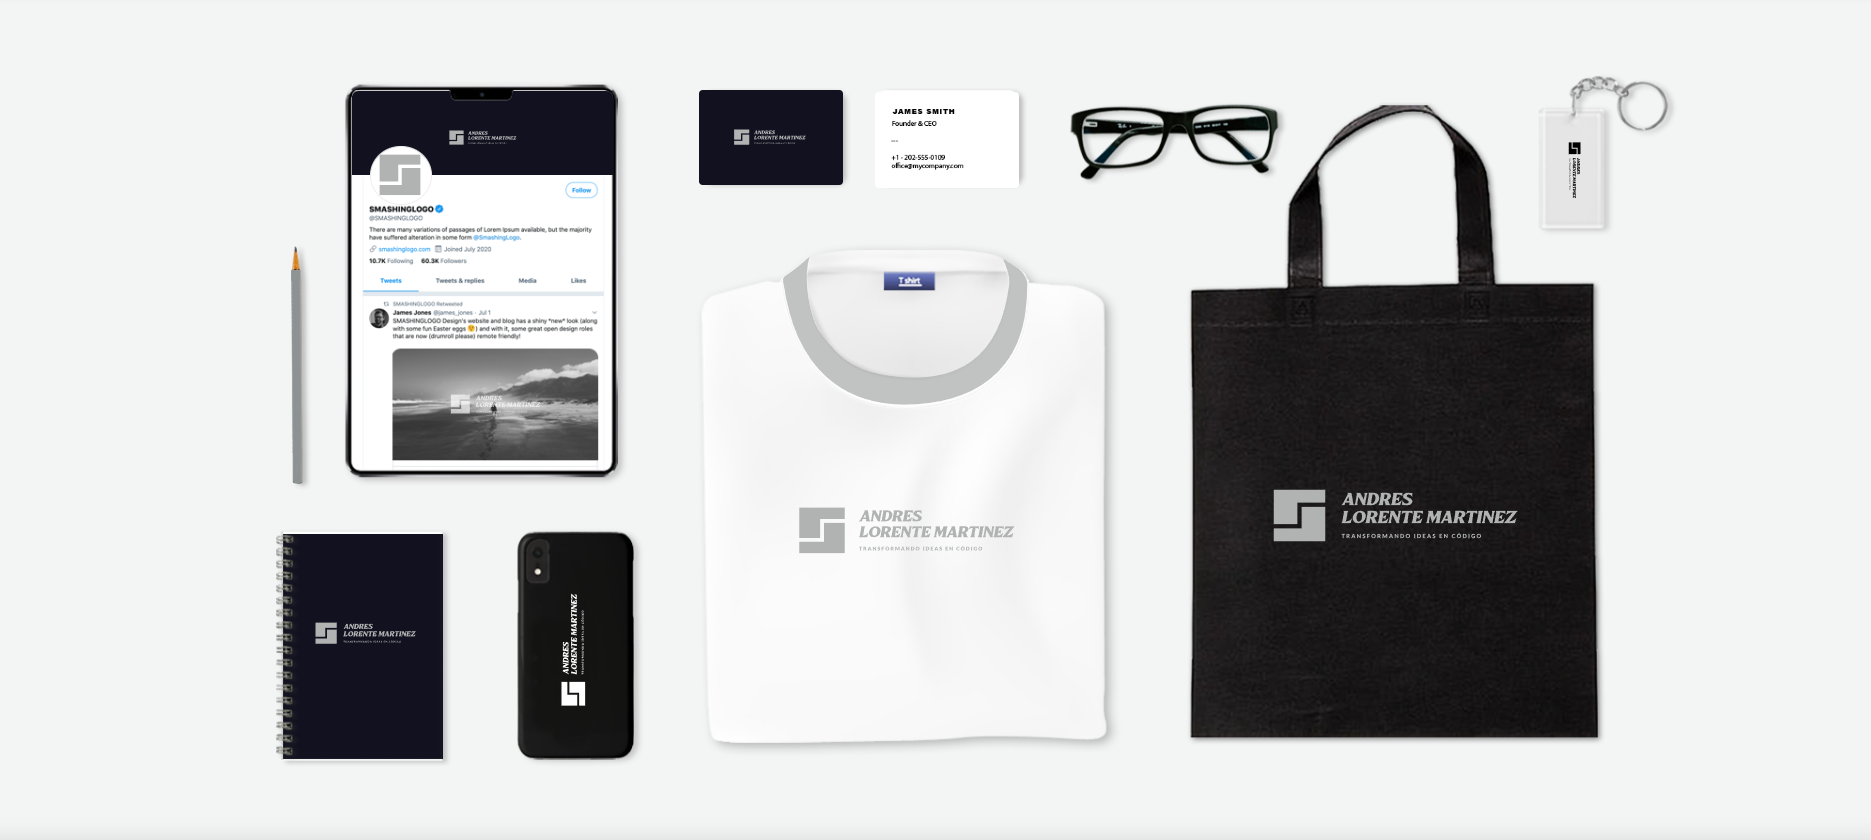 ANDRES
LORENTE MARTINEZ
Follow
SMASHINGLOGO
@SMASHINGLOGO
There are many variations of passages of Lorem Ipsum available, but the majority
have suffered alteration in some form @SmashingLogo.
smashinglogo.com Joined July 2020
10.7K Following 60.3K Followers
Tweets Tweets & replies Media Likes
SMASHINGLOGO Retweeted
James Jones @james_jones · Jul 1
SMASHINGLOGO Design's website and blog has a shiny *new* look (along
with some fun Easter eggs 😏) and with it, some great open design roles
that are now (drumroll please) remote friendly!
ANDRES
LORENTE MARTINEZ
ANDRES
LORENTE MARTINEZ
JAMES SMITH
Founder & CEO
---
+1 - 202-555-0109
office@mycompany.com
ANDRES
LORENTE MARTINEZ
T shirt
ANDRES
LORENTE MARTINEZ
TRANSFORMANDO IDEAS EN CÓDIGO
ANDRES
LORENTE MARTINEZ
TRANSFORMANDO IDEAS EN CÓDIGO
ANDRES
LORENTE MARTINEZ
TRANSFORMANDO IDEAS EN CÓDIGO
ANDRES
LORENTE MARTINEZ
TRANSFORMANDO IDEAS EN CÓDIGO